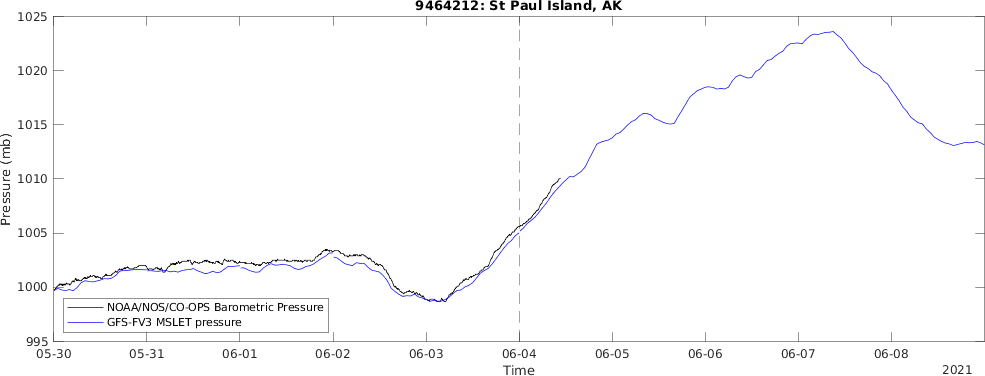 9464212: St Paul Island, AK
Pressure (mb)
1025
1020
1015
1010
1005
1000
995
NOAA/NOS/CO-OPS Barometric Pressure
GFS-FV3 MSLET pressure
05-30 05-31 06-01 06-02 06-03 06-04 06-05 06-06 06-07 06-08
Time
2021